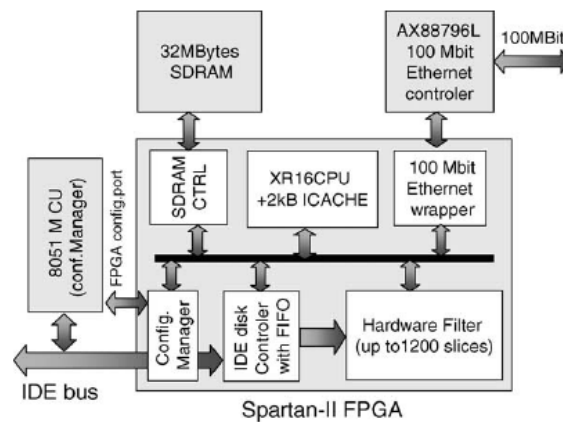 32MBytes
SDRAM
AX88796L
100 Mbit
Ethernet
controler
100MBit
8051 M CU
(conf.Manager)
FPGA config.port
SDRAM
CTRL
XR16CPU
+2kB ICACHE
100 Mbit
Ethernet
wrapper
Config.
Manager
IDE disk
Controler
with FIFO
Hardware Filter
(up to1200 slices)
IDE bus
Spartan-II FPGA